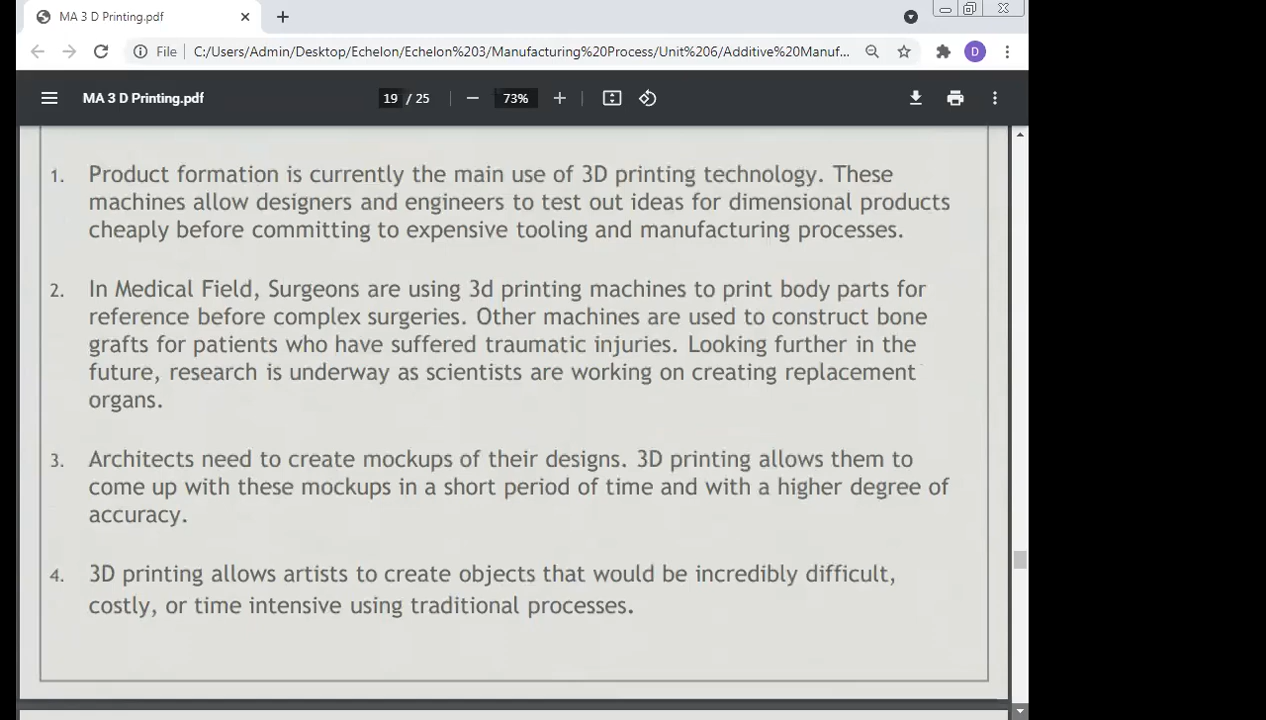 MA 3 D Printing.pdf
File
C:/Users/Admin/Desktop/Echelon/Echelon%203/Manufacturing%20Process/Unit%206/Additive%20Manuf...
D
MA 3 D Printing.pdf
19 / 25
73%
1. Product formation is currently the main use of 3D printing technology. These
machines allow designers and engineers to test out ideas for dimensional products
cheaply before committing to expensive tooling and manufacturing processes.
2. In Medical Field, Surgeons are using 3d printing machines to print body parts for
reference before complex surgeries. Other machines are used to construct bone
grafts for patients who have suffered traumatic injuries. Looking further in the
future, research is underway as scientists are working on creating replacement
organs.
3. Architects need to create mockups of their designs. 3D printing allows them to
come up with these mockups in a short period of time and with a higher degree of
accuracy.
4. 3D printing allows artists to create objects that would be incredibly difficult,
costly, or time intensive using traditional processes.